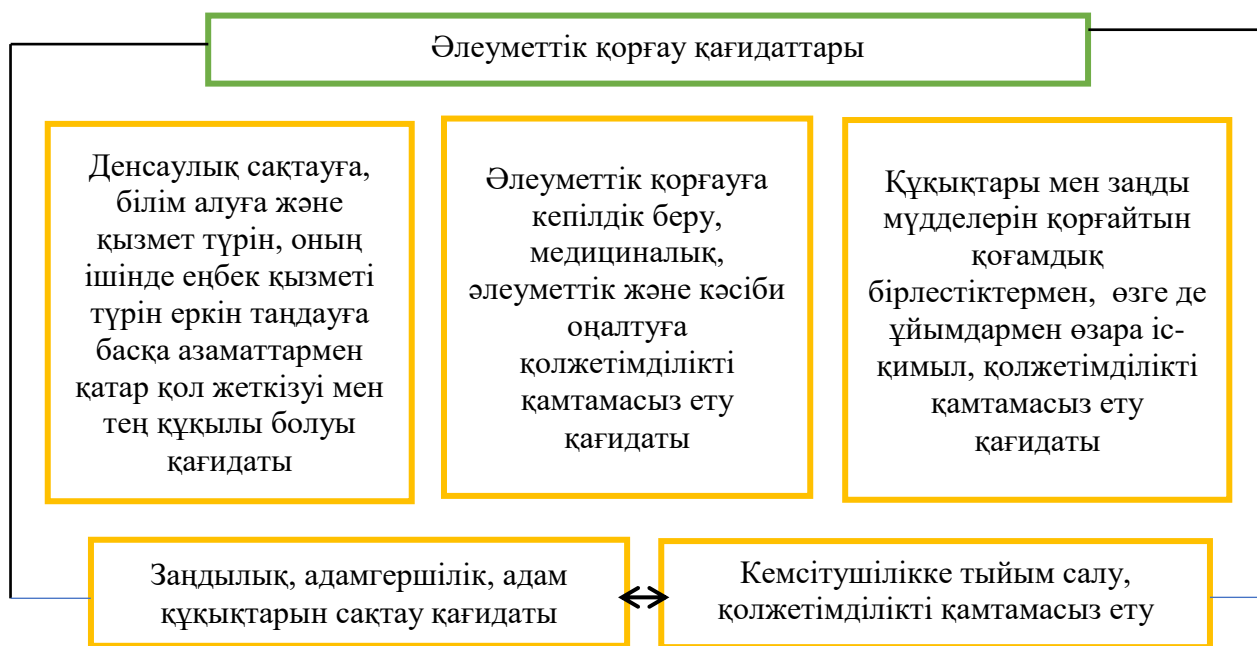 Әлеуметтік қорғау қағидаттары
Денсаулық сақтауға,
білім алуға және
қызмет түрін, оның
ішінде еңбек қызметі
түрін еркін таңдауға
басқа азаматтармен
қатар қол жеткізуі мен
тең құқылы болуы
қағидаты
Әлеуметтік қорғауға
кепілдік беру,
медициналық,
әлеуметтік және кәсіби
оңалтуға
қолжетімділікті
қамтамасыз ету
қағидаты
Құқықтары мен заңды
мүдделерін қорғайтын
қоғамдық
бірлестіктермен, өзге де
ұйымдармен өзара іс-
қимыл, қолжетімділікті
қамтамасыз ету
қағидаты
Заңдылық, адамгершілік, адам
құқықтарын сақтау қағидаты
Кемсітушілікке тыйым салу,
қолжетімділікті қамтамасыз ету